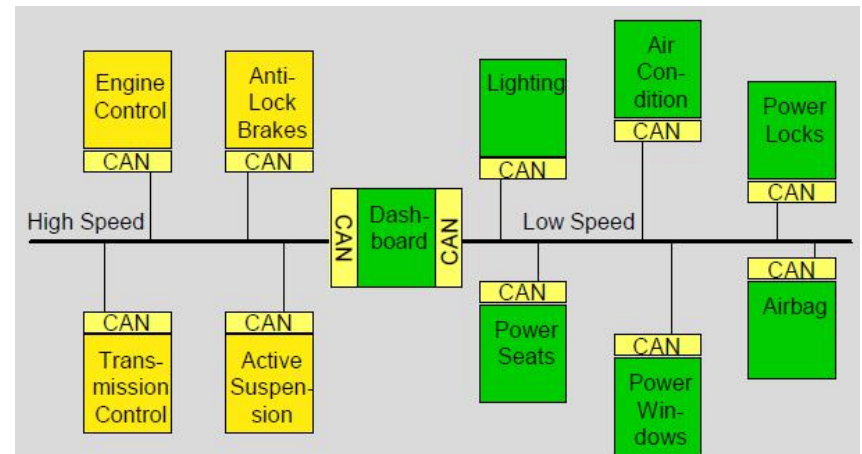 Engine
Control
CAN
Anti-
Lock
Brakes
CAN
Lighting
CAN
Air
Con-
dition
CAN
Power
Locks
CAN
High Speed
CAN
Dash-
board
CAN
Low Speed
CAN
Trans-
mission
Control
CAN
Active
Suspen-
sion
CAN
Power
Seats
CAN
Power
Win-
dows
CAN
Airbag